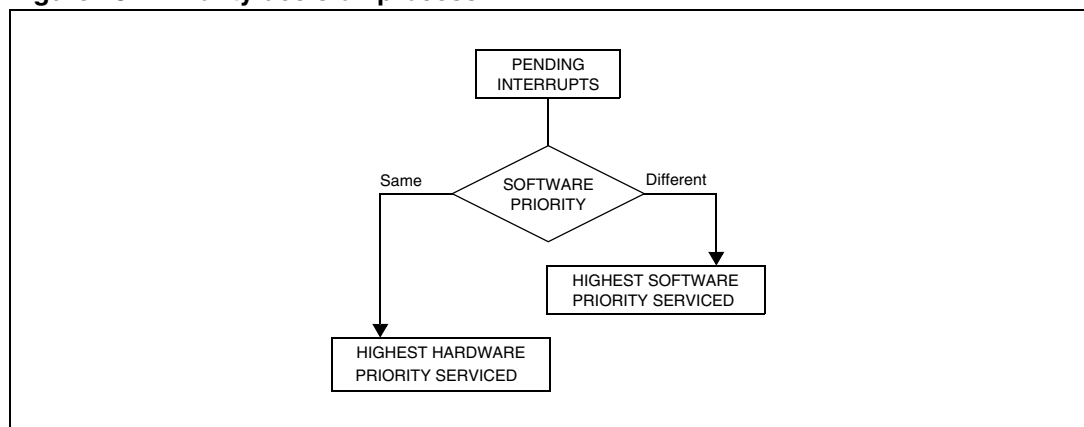 PENDING
INTERRUPTS
Same
SOFTWARE
PRIORITY
Different
HIGHEST SOFTWARE
PRIORITY SERVICED
HIGHEST HARDWARE
PRIORITY SERVICED